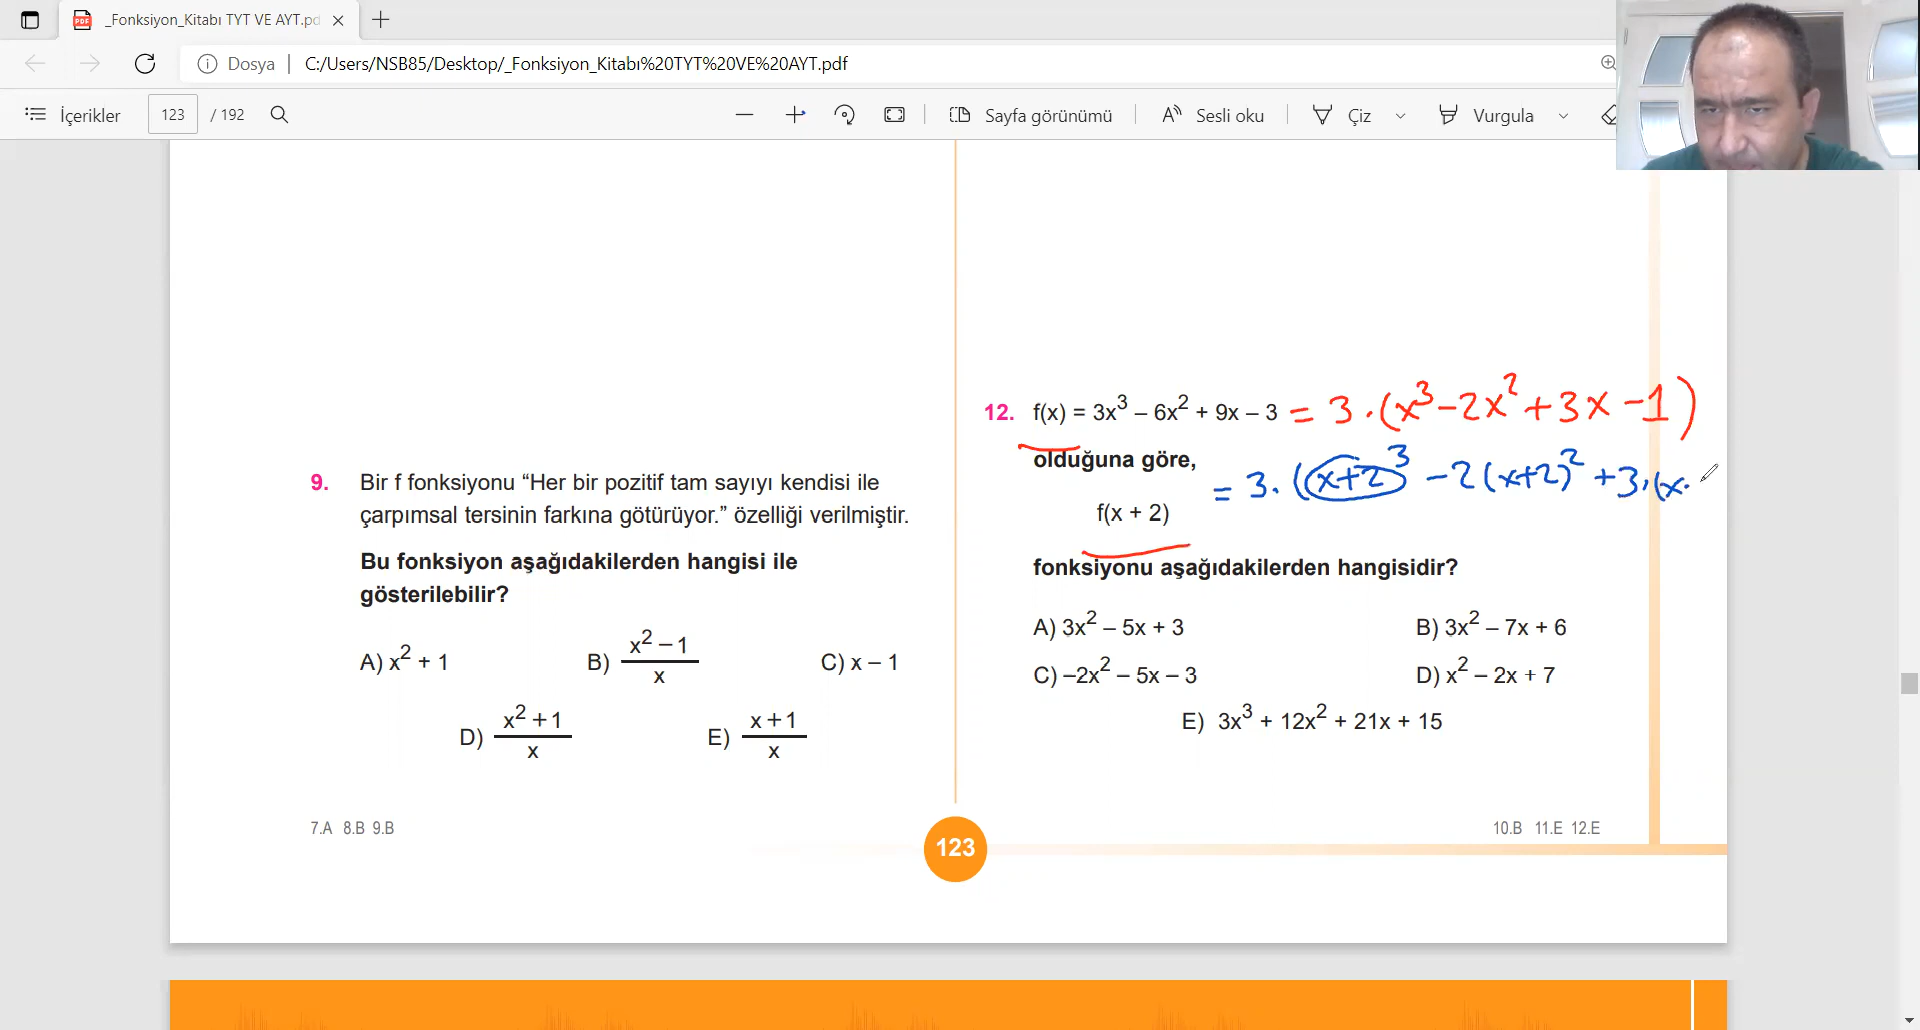 _Fonksiyon_Kitabı TYT VE AYT.pd
Dosya | C:/Users/NSB85/Desktop/_Fonksiyon_Kitabı%20TYT%20VE%20AYT.pdf
İçerikler 123 / 192 Sayfa görünümü Sesli oku Çiz Vurgula
9. Bir f fonksiyonu “Her bir pozitif tam sayıyı kendisi ile
çarpımsal tersinin farkına götürüyor.” özelliği verilmiştir.
Bu fonksiyon aşağıdakilerden hangisi ile
gösterilebilir?
A) x² + 1 B) (x² – 1)/x C) x – 1
D) (x² + 1)/x E) (x + 1)/x
7.A 8.B 9.B
12. f(x) = 3x³ – 6x² + 9x – 3 = 3.(x³ – 2x² + 3x – 1)
olduğuna göre,
= 3.((x+2)³ – 2(x+2)² + 3.(x.
f(x + 2)
fonksiyonu aşağıdakilerden hangisidir?
A) 3x² – 5x + 3 B) 3x² – 7x + 6
C) –2x² – 5x – 3 D) x² – 2x + 7
E) 3x³ + 12x² + 21x + 15
10.B 11.E 12.E
123